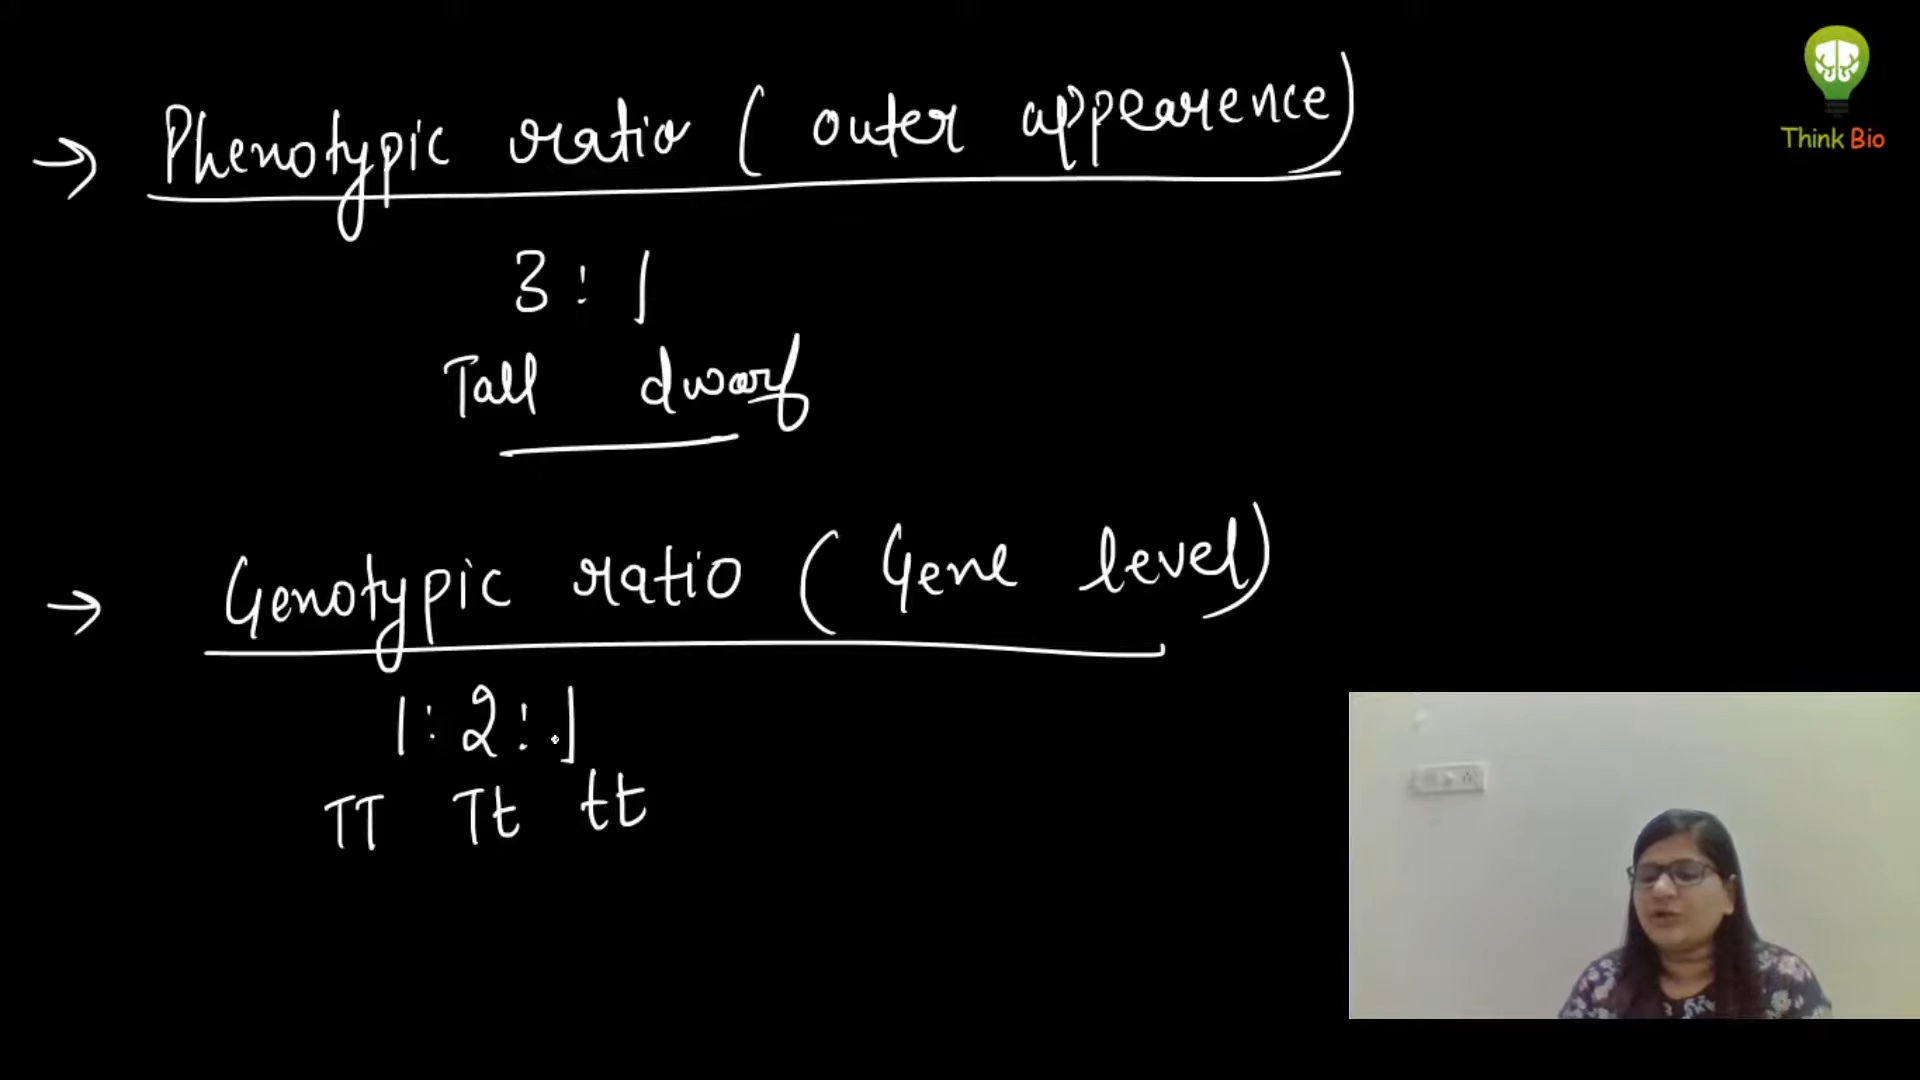 → Phenotypic ratio ( outer appearence)
3 : 1
Tall dwarf
→ Genotypic ratio ( Gene level)
1 : 2 : 1
TT Tt tt
Think Bio